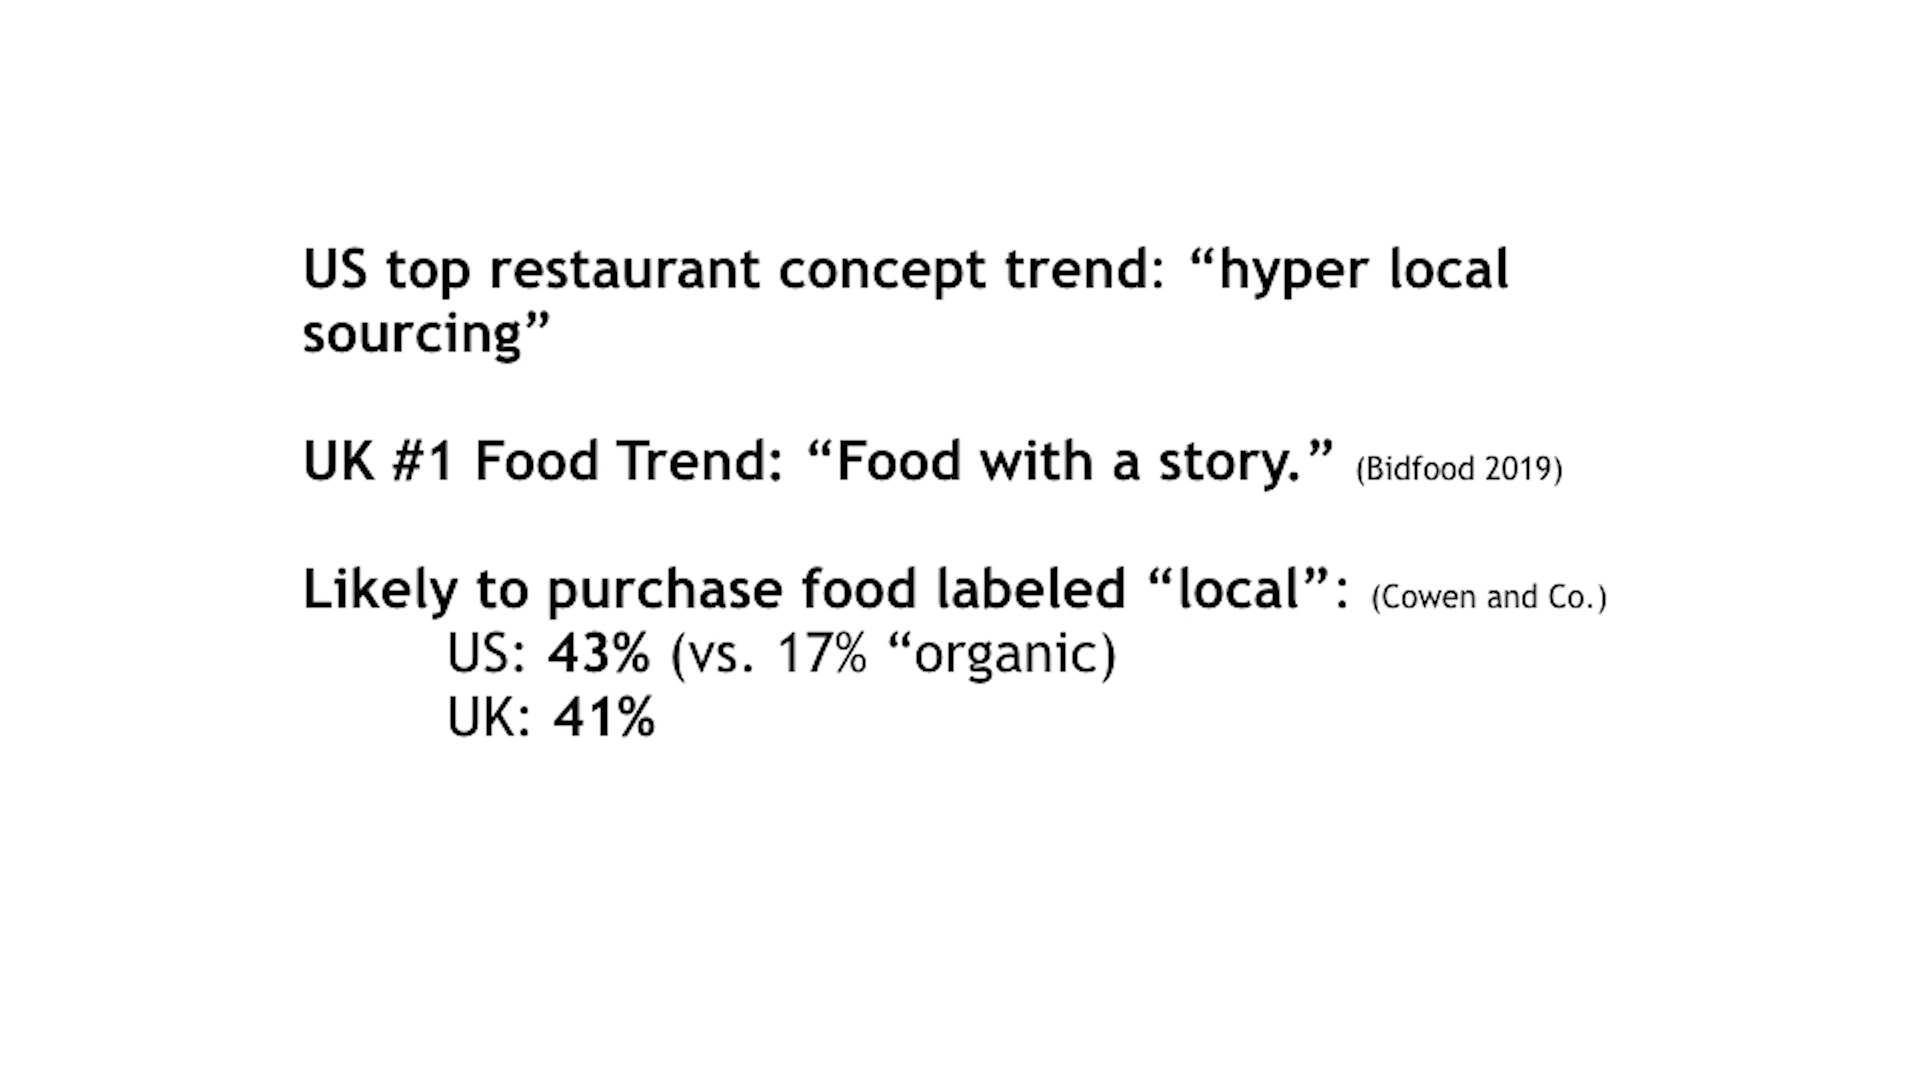 US top restaurant concept trend: “hyper local
sourcing”
UK #1 Food Trend: “Food with a story.” (Bidfood 2019)
Likely to purchase food labeled “local”: (Cowen and Co.)
US: 43% (vs. 17% “organic)
UK: 41%